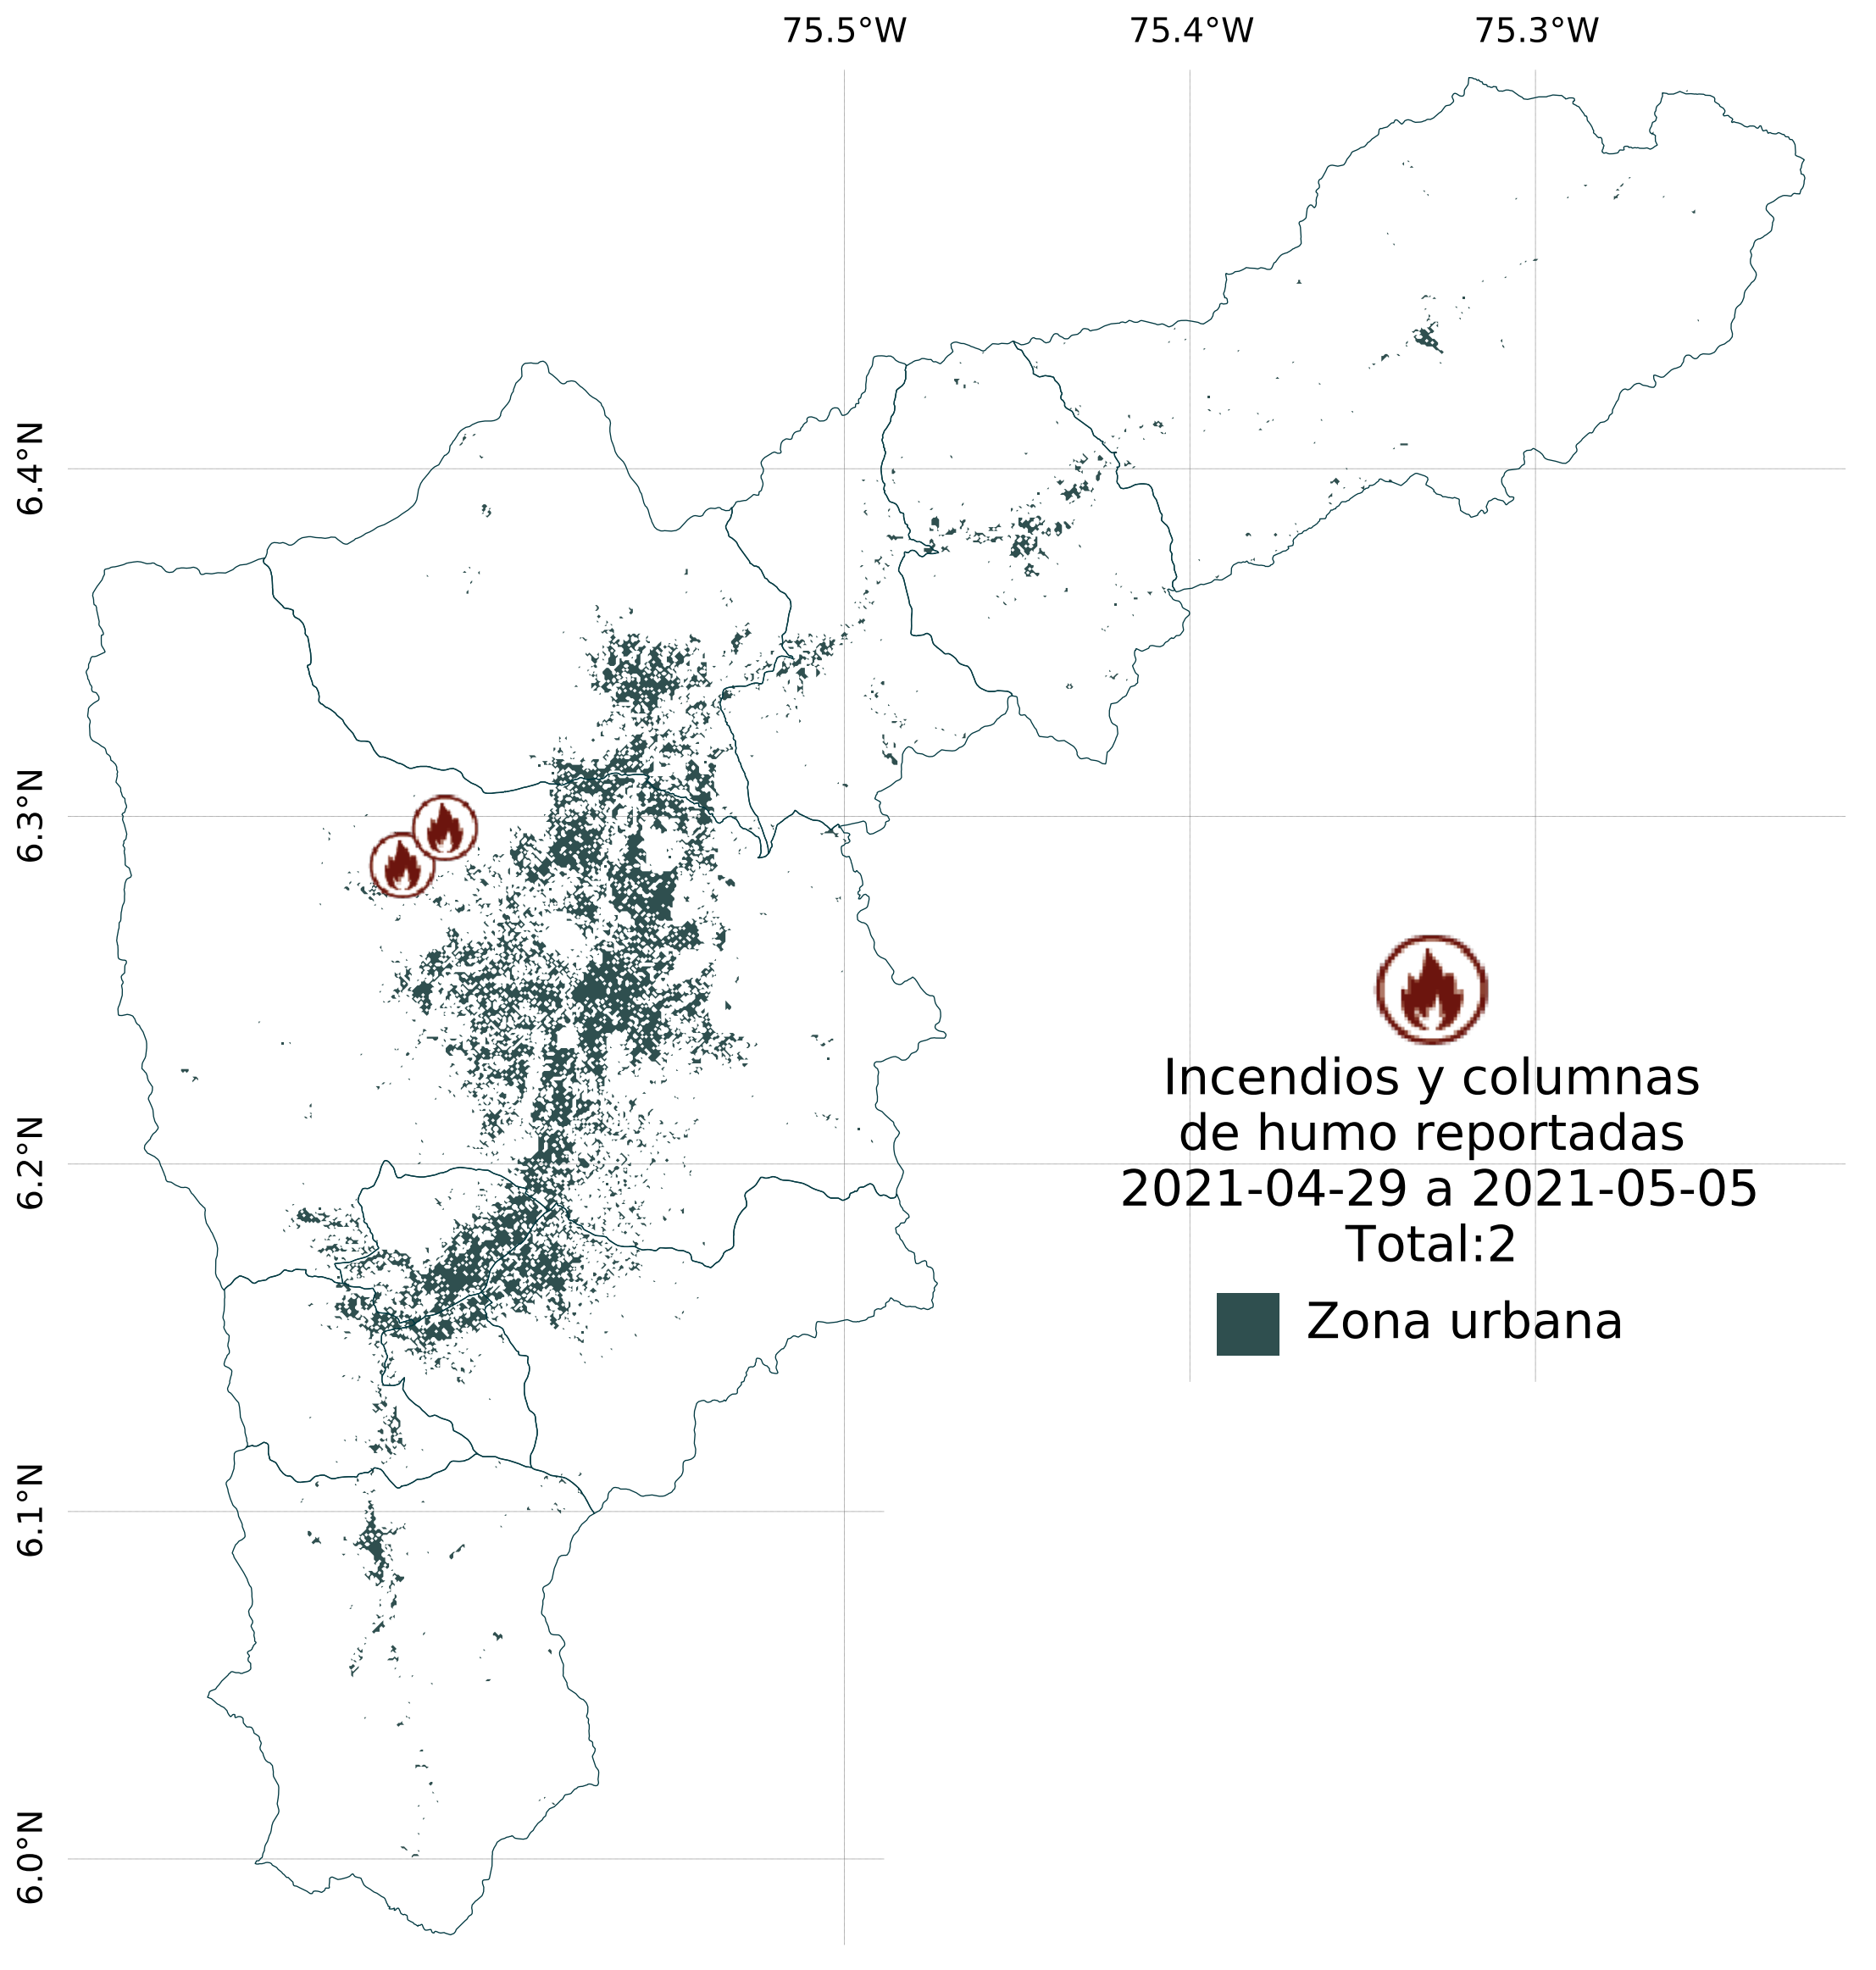 75.5°W 75.4°W 75.3°W
6.4°N
6.3°N
6.2°N
6.1°N
6.0°N
Incendios y columnas
de humo reportadas
2021-04-29 a 2021-05-05
Total:2
Zona urbana